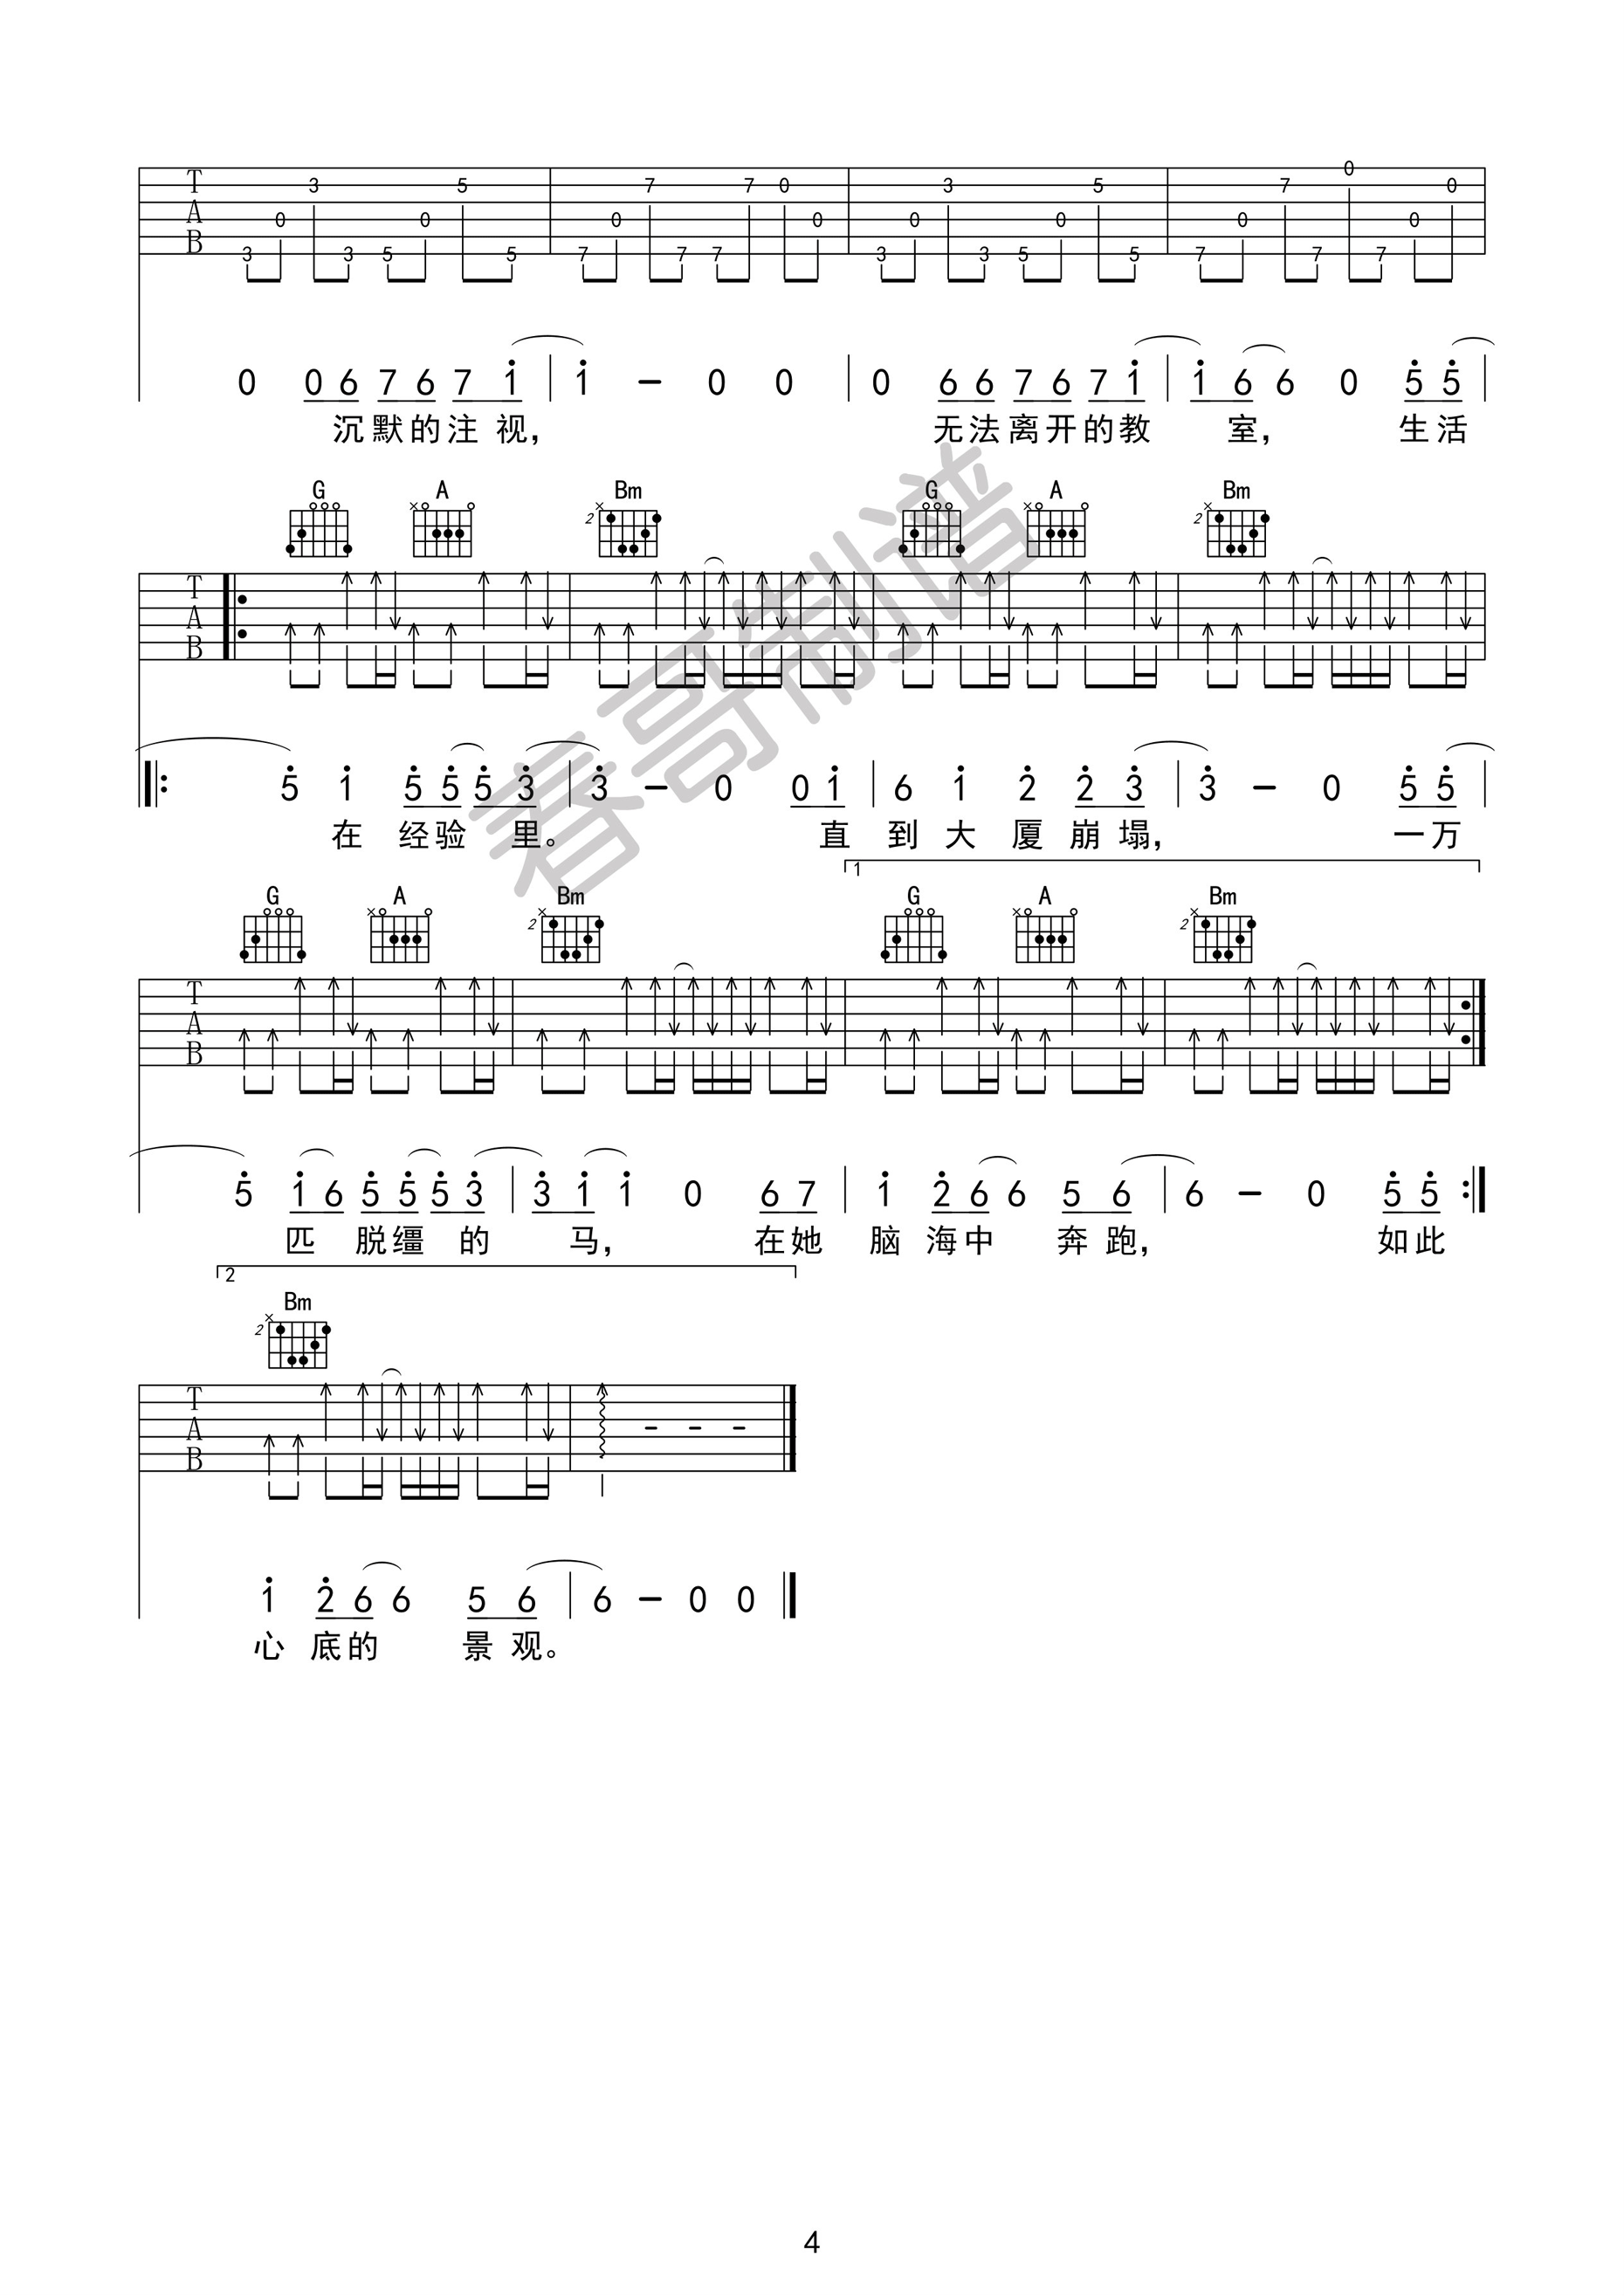 T A B 3 0 3 3 5 0 5 5 7 0 7 7 7 7 0 0 3 0 3 3 5 0 5 5 7 0 7 7 0 7 0 0
0 0 6 7 6 7 1 1 - 0 0 0 6 6 7 6 7 1 1 6 6 0 5 5
沉默的注视， 无法离开的教室， 生活
G A Bm G A Bm
2 2
T A B
5 1 5 5 5 3 3 - 0 0 1 6 1 2 2 3 3 - 0 5 5
在经验里。 直到大厦崩塌， 一万
1
G A Bm G A Bm
2 2
T A B
5 1 6 5 5 5 3 3 1 1 0 6 7 1 2 6 6 5 6 6 - 0 5 5
匹脱缰的马， 在她脑海中奔跑， 如此
2
Bm
2
T A B - - -
1 2 6 6 5 6 6 - 0 0
心底的景观。
春哥制谱
4